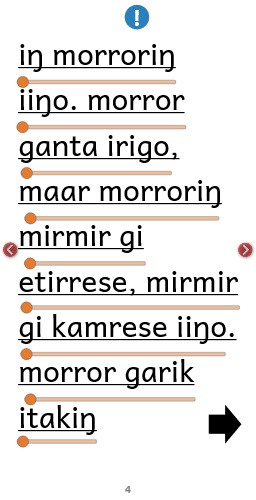 iŋ morroriŋ
iiŋo. morror
ganta irigo,
maar morroriŋ
mirmir gi
etirrese, mirmir
gi kamrese iiŋo.
morror garik
itakiŋ
4